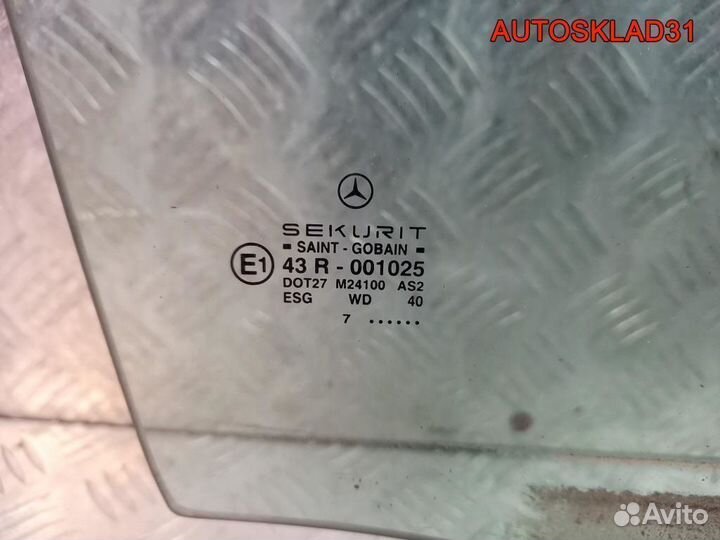 AUTOSKLAD31
SEKURIT
SAINT - GOBAIN
E1 43 R - 001025
DOT27 M24100 AS2
ESG WD 40
7 ......
Avito